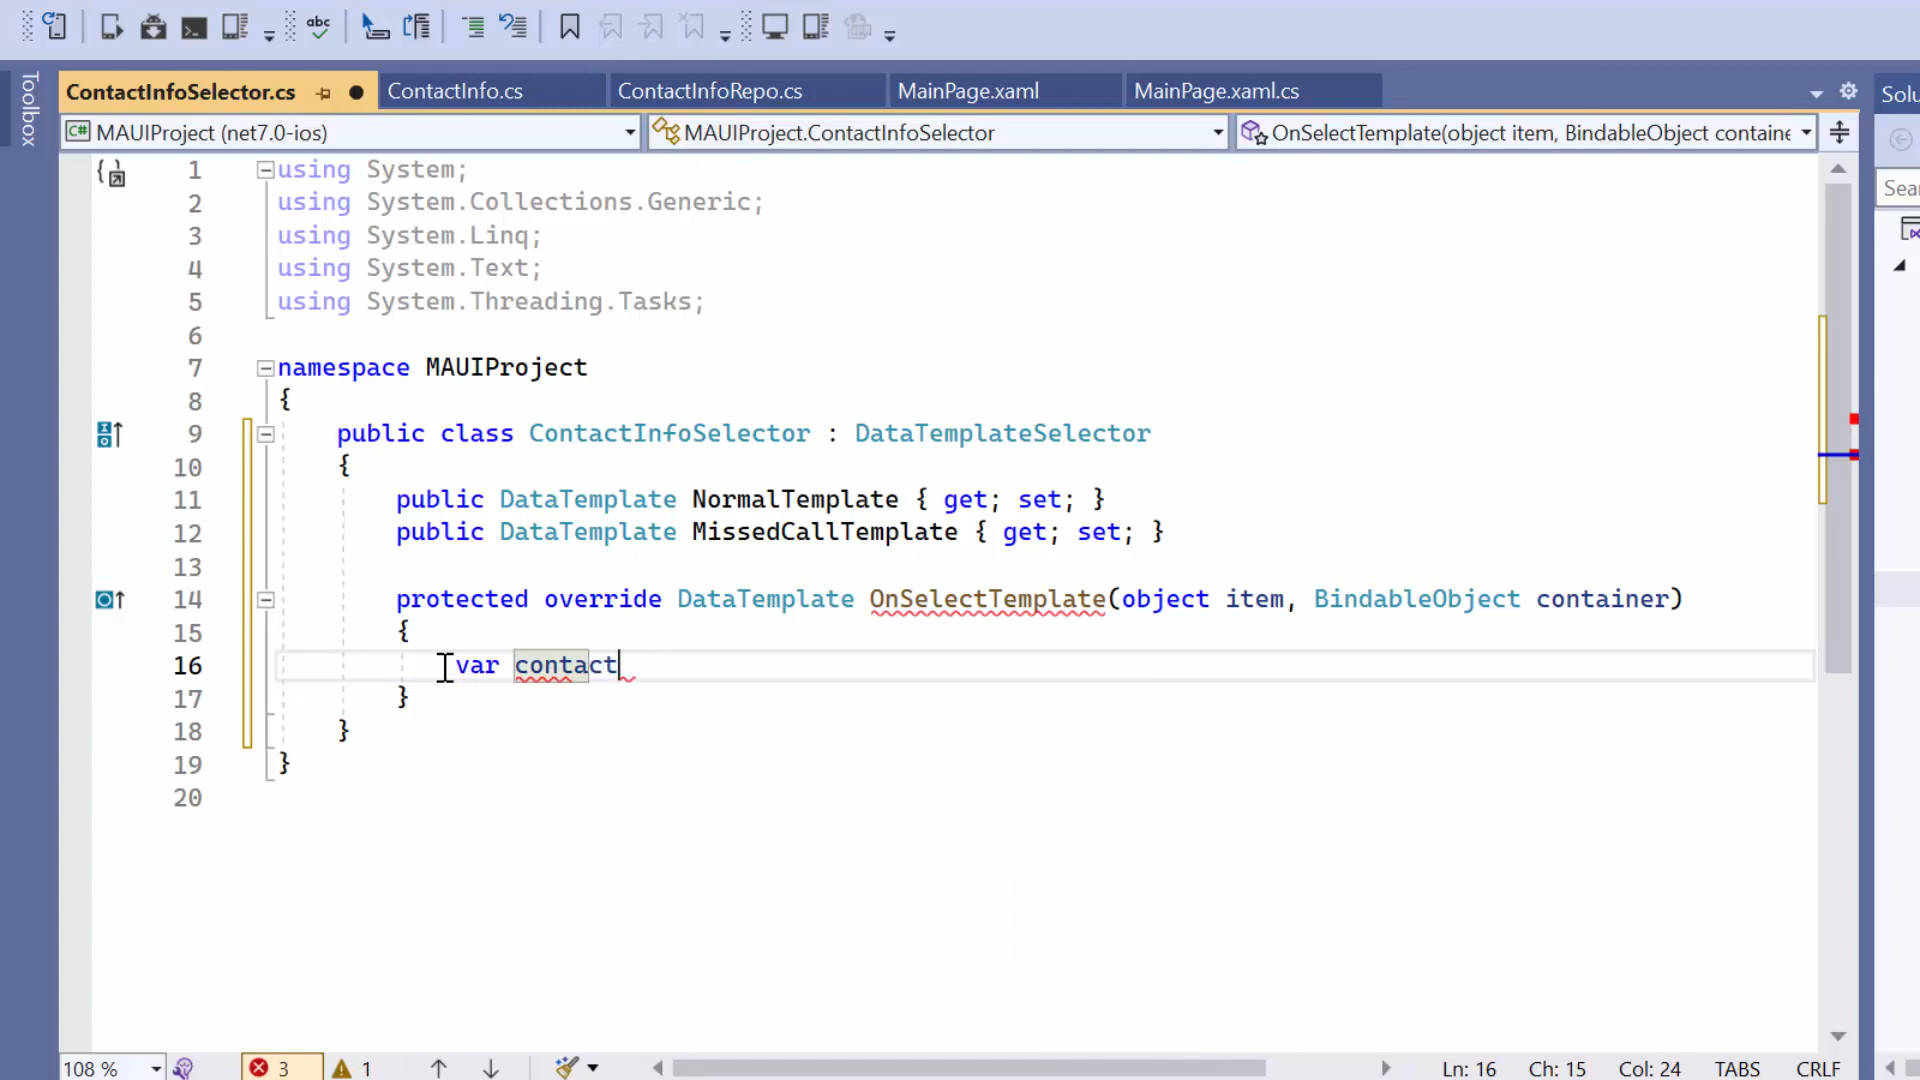 abc
Toolbox
ContactInfoSelector.cs
ContactInfo.cs
ContactInfoRepo.cs
MainPage.xaml
MainPage.xaml.cs
Solu
C# MAUIProject (net7.0-ios)
MAUIProject.ContactInfoSelector
OnSelectTemplate(object item, BindableObject containe
Sea
1 using System;
2 using System.Collections.Generic;
3 using System.Linq;
4 using System.Text;
5 using System.Threading.Tasks;
6
7 namespace MAUIProject
8 {
9 public class ContactInfoSelector : DataTemplateSelector
10 {
11 public DataTemplate NormalTemplate { get; set; }
12 public DataTemplate MissedCallTemplate { get; set; }
13
14 protected override DataTemplate OnSelectTemplate(object item, BindableObject container)
15 {
16 var contact
17 }
18 }
19 }
20
108 %
3
1
Ln: 16 Ch: 15 Col: 24 TABS CRLF